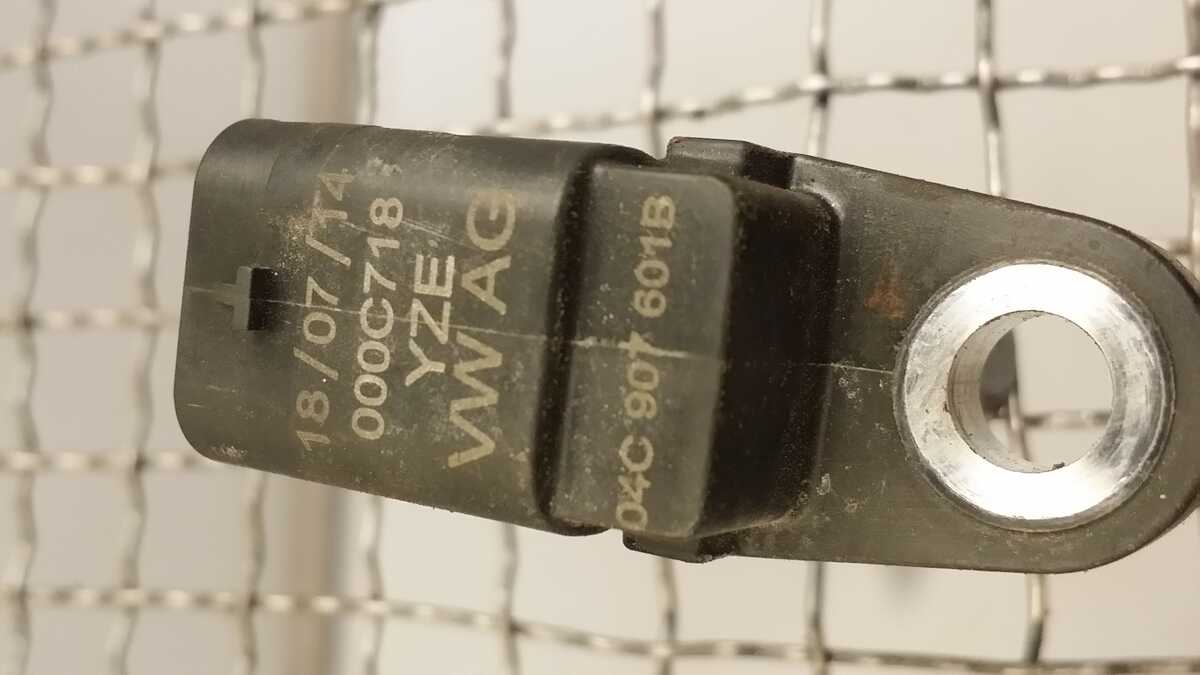 18/07/14
000C718
YZE
VW AG
04C 907 601B